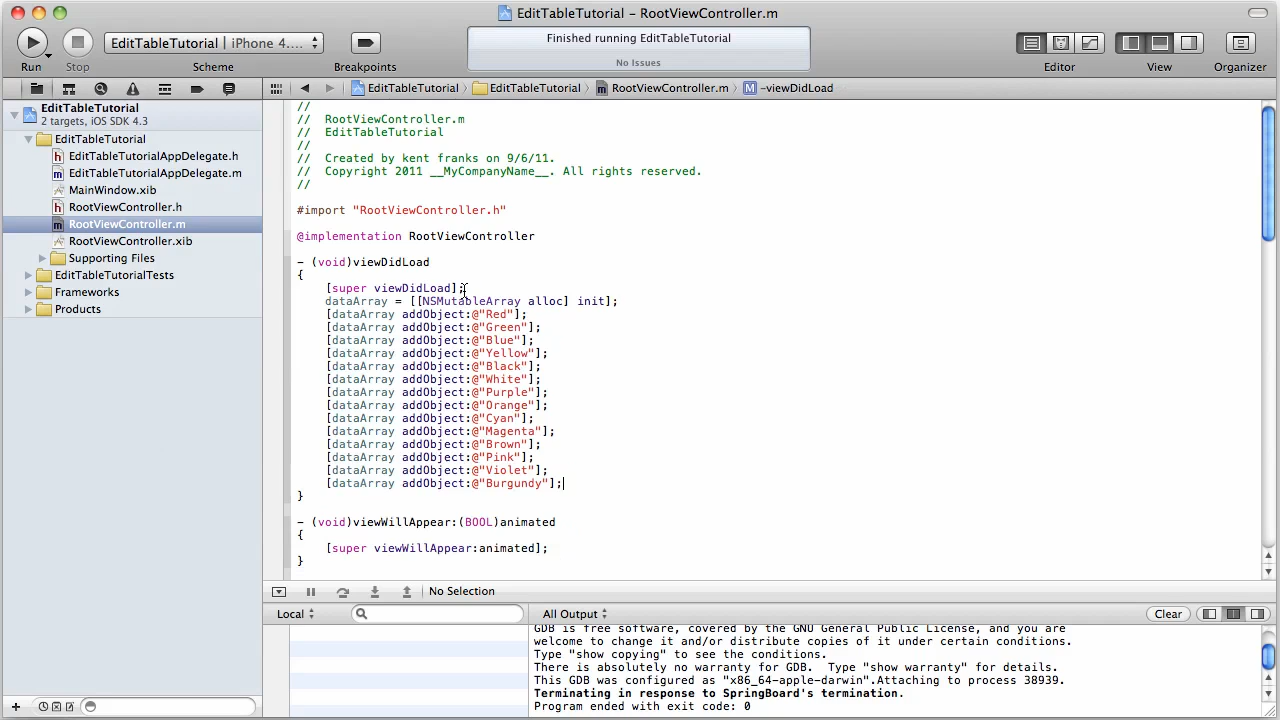 EditTableTutorial – RootViewController.m
EditTableTutorial | iPhone 4....
Finished running EditTableTutorial
No Issues
Run
Stop
Scheme
Breakpoints
Editor
View
Organizer
EditTableTutorial
2 targets, iOS SDK 4.3
EditTableTutorial
EditTableTutorialAppDelegate.h
EditTableTutorialAppDelegate.m
MainWindow.xib
RootViewController.h
RootViewController.m
RootViewController.xib
Supporting Files
EditTableTutorialTests
Frameworks
Products
EditTableTutorial
EditTableTutorial
RootViewController.m
-viewDidLoad
//
//  RootViewController.m
//  EditTableTutorial
//
//  Created by kent franks on 9/6/11.
//  Copyright 2011 __MyCompanyName__. All rights reserved.
//
#import "RootViewController.h"
@implementation RootViewController
- (void)viewDidLoad
{
    [super viewDidLoad];
    dataArray = [[NSMutableArray alloc] init];
    [dataArray addObject:@"Red"];
    [dataArray addObject:@"Green"];
    [dataArray addObject:@"Blue"];
    [dataArray addObject:@"Yellow"];
    [dataArray addObject:@"Black"];
    [dataArray addObject:@"White"];
    [dataArray addObject:@"Purple"];
    [dataArray addObject:@"Orange"];
    [dataArray addObject:@"Cyan"];
    [dataArray addObject:@"Magenta"];
    [dataArray addObject:@"Brown"];
    [dataArray addObject:@"Pink"];
    [dataArray addObject:@"Violet"];
    [dataArray addObject:@"Burgundy"];
}
- (void)viewWillAppear:(BOOL)animated
{
    [super viewWillAppear:animated];
}
No Selection
Local
All Output
Clear
GDB is free software, covered by the GNU General Public License, and you are
welcome to change it and/or distribute copies of it under certain conditions.
Type "show copying" to see the conditions.
There is absolutely no warranty for GDB.  Type "show warranty" for details.
This GDB was configured as "x86_64-apple-darwin".Attaching to process 38939.
Terminating in response to SpringBoard's termination.
Program ended with exit code: 0